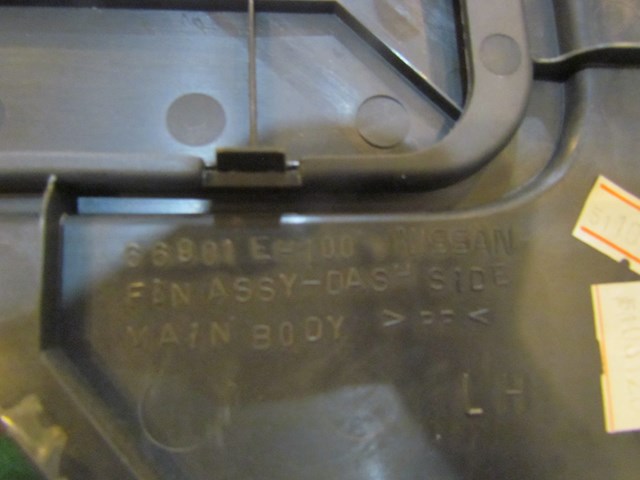 66901 E-100 NISSAN
FIN ASSY-DASH SIDE
MAIN BODY >PP<
LH